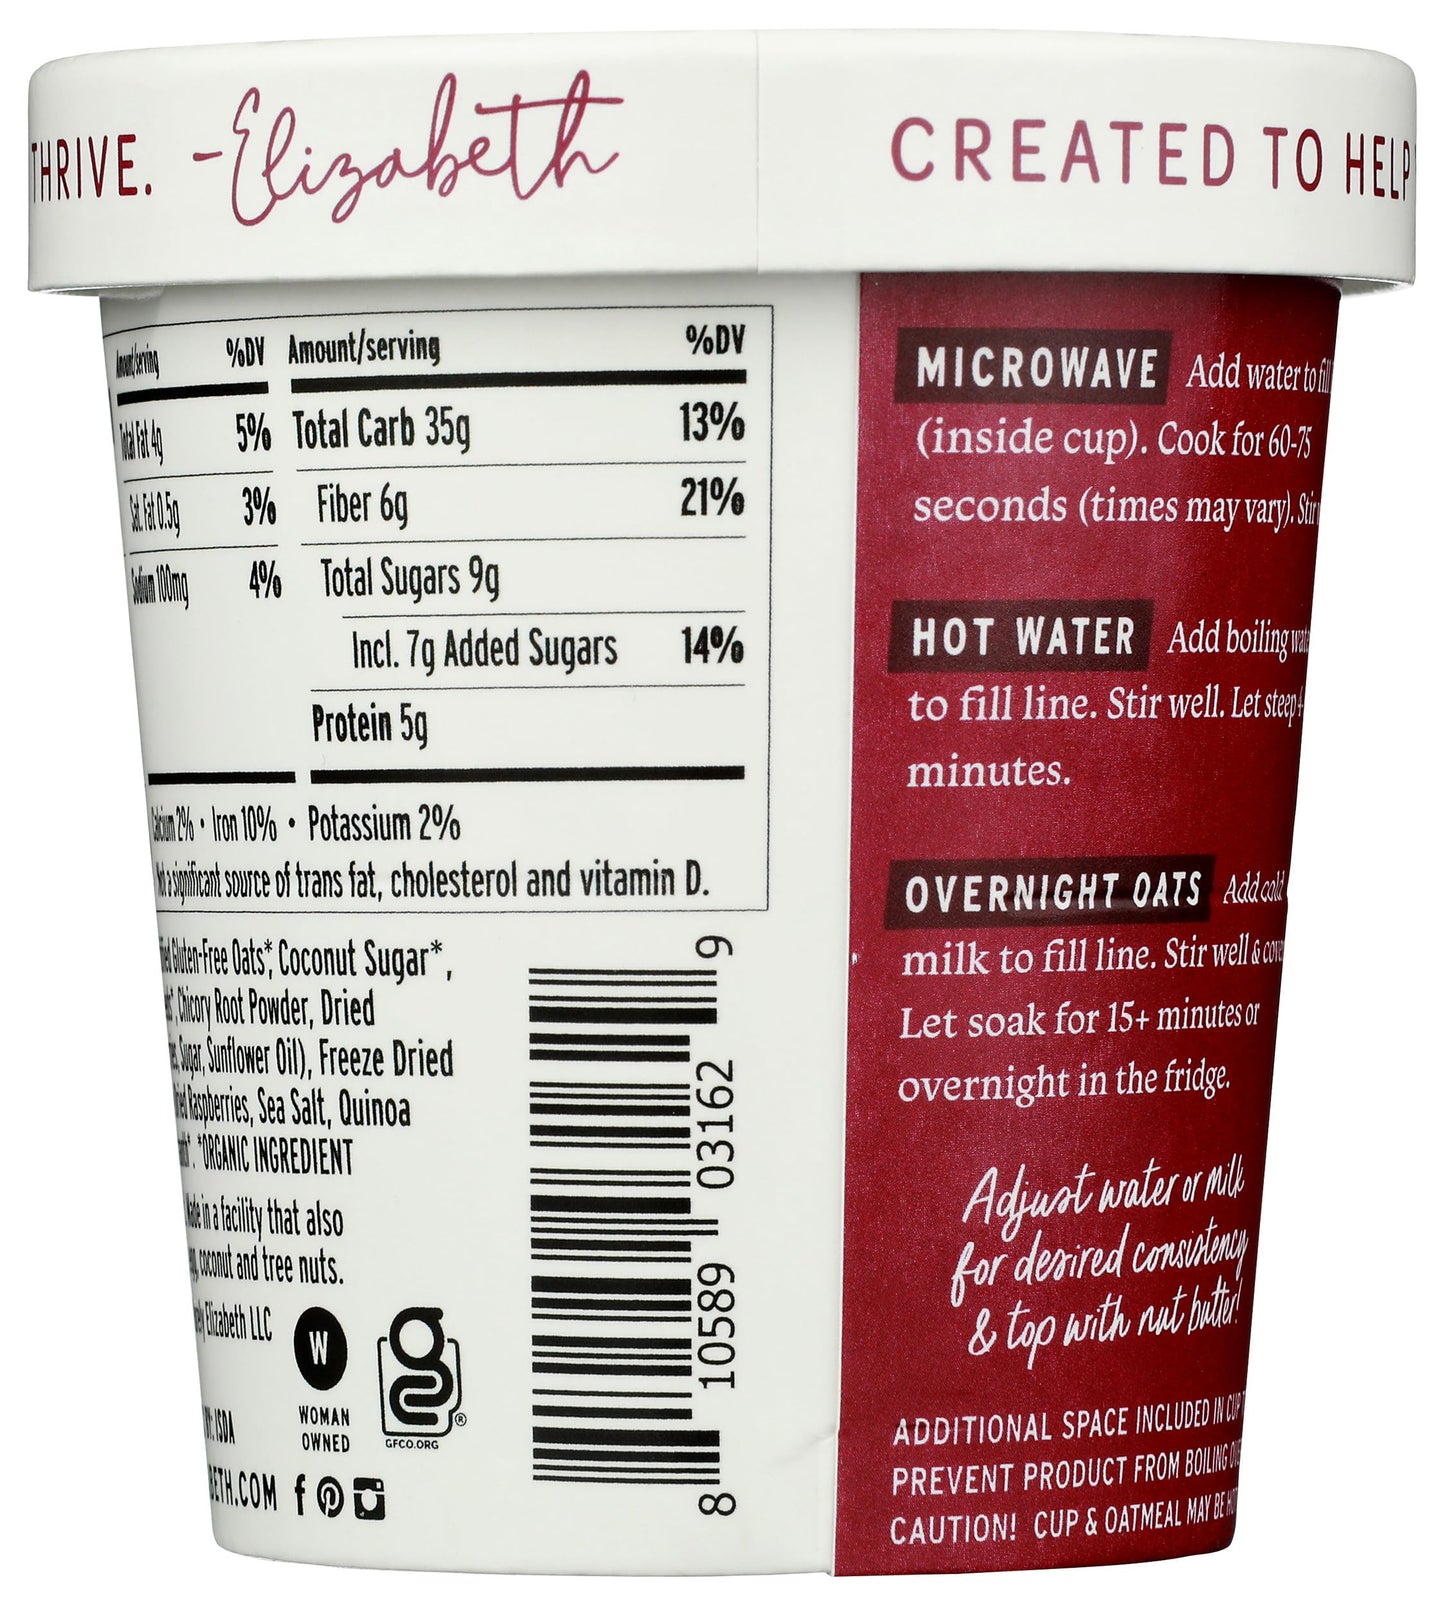 THRIVE. -Elizabeth
CREATED TO HELP
Amount/serving %DV Amount/serving %DV
Total Fat 4g 5% Total Carb 35g 13%
Sat. Fat 0.5g 3% Fiber 6g 21%
Sodium 100mg 4% Total Sugars 9g
Incl. 7g Added Sugars 14%
Protein 5g
Calcium 2% • Iron 10% • Potassium 2%
Not a significant source of trans fat, cholesterol and vitamin D.
Gluten-Free Oats*, Coconut Sugar*,
Chicory Root Powder, Dried
Sugar, Sunflower Oil), Freeze Dried
Raspberries, Sea Salt, Quinoa
*ORGANIC INGREDIENT
Made in a facility that also
coconut and tree nuts.
Elizabeth LLC
W
WOMAN
OWNED
g
®
GFCO.ORG
BY: ISDA
BETH.COM
8 10589 03162 9
MICROWAVE Add water to fill
(inside cup). Cook for 60-75
seconds (times may vary). Stir
HOT WATER Add boiling
to fill line. Stir well. Let steep
minutes.
OVERNIGHT OATS Add cold
milk to fill line. Stir well &
Let soak for 15+ minutes or
overnight in the fridge.
Adjust water or milk
for desired consistency
& top with nut butter!
ADDITIONAL SPACE INCLUDED IN CUP
PREVENT PRODUCT FROM BOILING
CAUTION! CUP & OATMEAL MAY BE